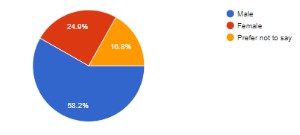 Male
Female
Prefer not to say
24.9%
16.8%
58.2%